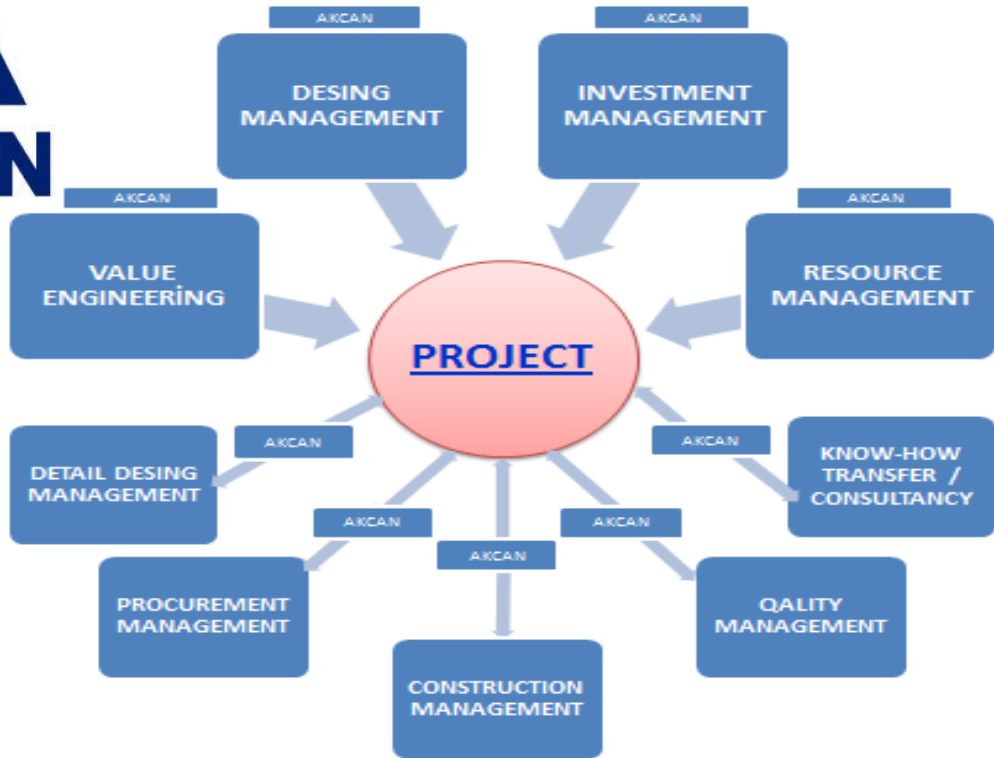 AKCAN
AKCAN
DESING
MANAGEMENT
INVESTMENT
MANAGEMENT
N
AKCAN
AKCAN
VALUE
ENGINEERİNG
RESOURCE
MANAGEMENT
PROJECT
AKCAN
AKCAN
DETAIL DESING
MANAGEMENT
KNOW-HOW
TRANSFER /
CONSULTANCY
AKCAN
AKCAN
AKCAN
PROCUREMENT
MANAGEMENT
QALITY
MANAGEMENT
CONSTRUCTION
MANAGEMENT